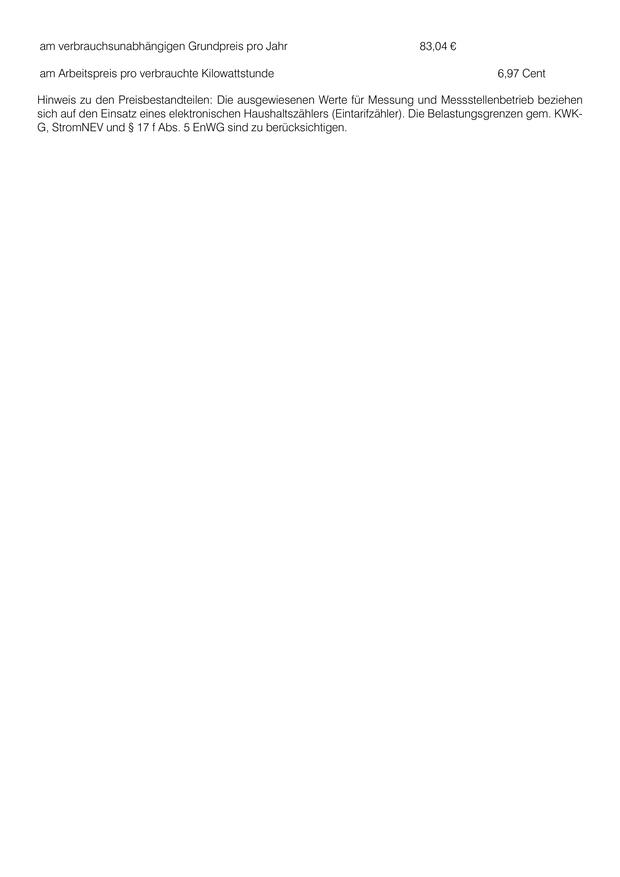 am verbrauchsunabhängigen Grundpreis pro Jahr 83,04 €
am Arbeitspreis pro verbrauchte Kilowattstunde 6,97 Cent
Hinweis zu den Preisbestandteilen: Die ausgewiesenen Werte für Messung und Messstellenbetrieb beziehen
sich auf den Einsatz eines elektronischen Haushaltszählers (Eintarifzähler). Die Belastungsgrenzen gem. KWK-
G, StromNEV und § 17 f Abs. 5 EnWG sind zu berücksichtigen.